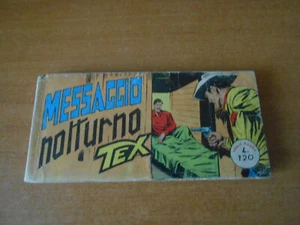 MESSAGGIO
notturno
TEX
L.
120